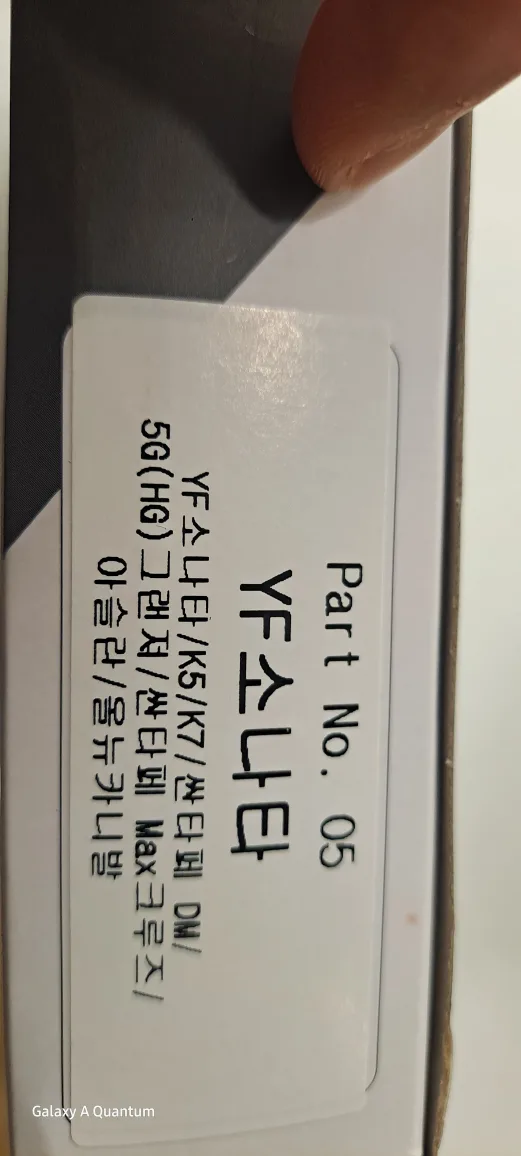 Part No. 05
YF소나타
YF소나타/K5/K7/싼타페 DM/
5G(HG)그랜져/싼타페 Max크루즈/
아슬란/올뉴카니발
Galaxy A Quantum